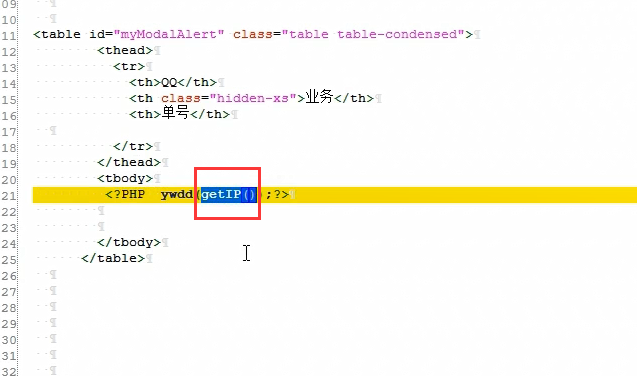 09
10
11 <table id="myModalAlert" class="table table-condensed">
12 <thead>
13 <tr>
14 <th>QQ</th>
15 <th class="hidden-xs">业务</th>
16 <th>单号</th>
17
18 </tr>
19 </thead>
20 <tbody>
21 <?PHP ywdd(getIP());?>
22
23
24 </tbody>
25 </table>
26
27
28
29
30
31
32